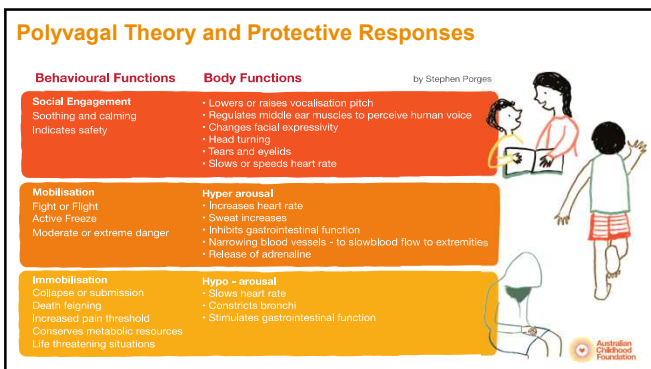 Polyvagal Theory and Protective Responses
Behavioural Functions
Body Functions
by Stephen Porges
Social Engagement
Soothing and calming
Indicates safety
• Lowers or raises vocalisation pitch
• Regulates middle ear muscles to perceive human voice
• Changes facial expressivity
• Head turning
• Tears and eyelids
• Slows or speeds heart rate
Mobilisation
Fight or Flight
Active Freeze
Moderate or extreme danger
Hyper arousal
• Increases heart rate
• Sweat increases
• Inhibits gastrointestinal function
• Narrowing blood vessels - to slowblood flow to extremities
• Release of adrenaline
Immobilisation
Collapse or submission
Death feigning
Increased pain threshold
Conserves metabolic resources
Life threatening situations
Hypo - arousal
• Slows heart rate
• Constricts bronchi
• Stimulates gastrointestinal function
Australian
Childhood
Foundation